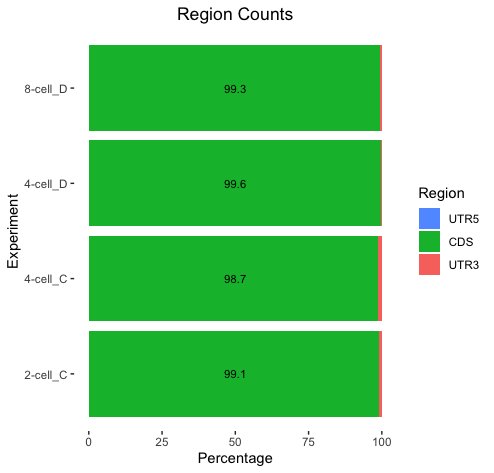 Region Counts
Experiment
8-cell_D
99.3
4-cell_D
99.6
4-cell_C
98.7
2-cell_C
99.1
0 25 50 75 100
Percentage
Region
UTR5
CDS
UTR3